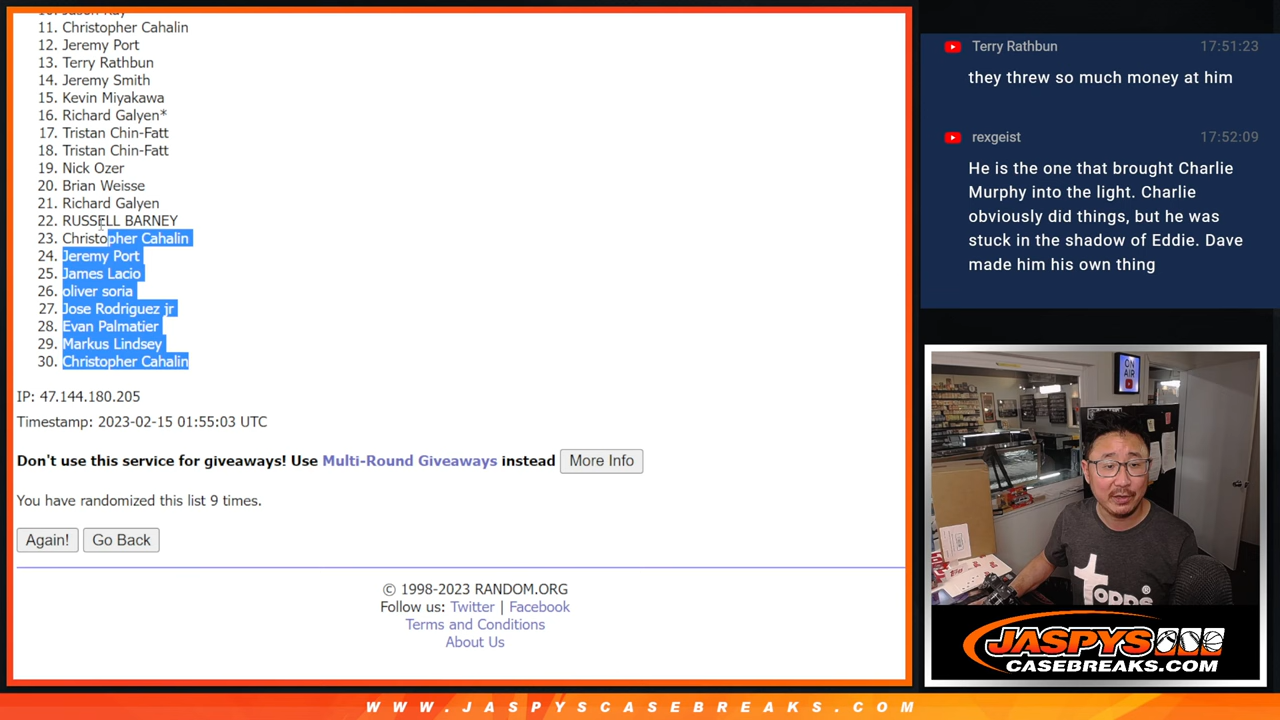 11. Christopher Cahalin
12. Jeremy Port
13. Terry Rathbun
14. Jeremy Smith
15. Kevin Miyakawa
16. Richard Galyen*
17. Tristan Chin-Fatt
18. Tristan Chin-Fatt
19. Nick Ozer
20. Brian Weisse
21. Richard Galyen
22. RUSSELL BARNEY
23. Christopher Cahalin
24. Jeremy Port
25. James Lacio
26. oliver soria
27. Jose Rodriguez jr
28. Evan Palmatier
29. Markus Lindsey
30. Christopher Cahalin
IP: 47.144.180.205
Timestamp: 2023-02-15 01:55:03 UTC
Don't use this service for giveaways! Use Multi-Round Giveaways instead More Info
You have randomized this list 9 times.
Again! Go Back
© 1998-2023 RANDOM.ORG
Follow us: Twitter | Facebook
Terms and Conditions
About Us
Terry Rathbun 17:51:23
they threw so much money at him
rexgeist 17:52:09
He is the one that brought Charlie
Murphy into the light. Charlie
obviously did things, but he was
stuck in the shadow of Eddie. Dave
made him his own thing
ON
AIR
topps
JASPYS
CASEBREAKS.COM
WWW.JASPYSCASEBREAKS.COM